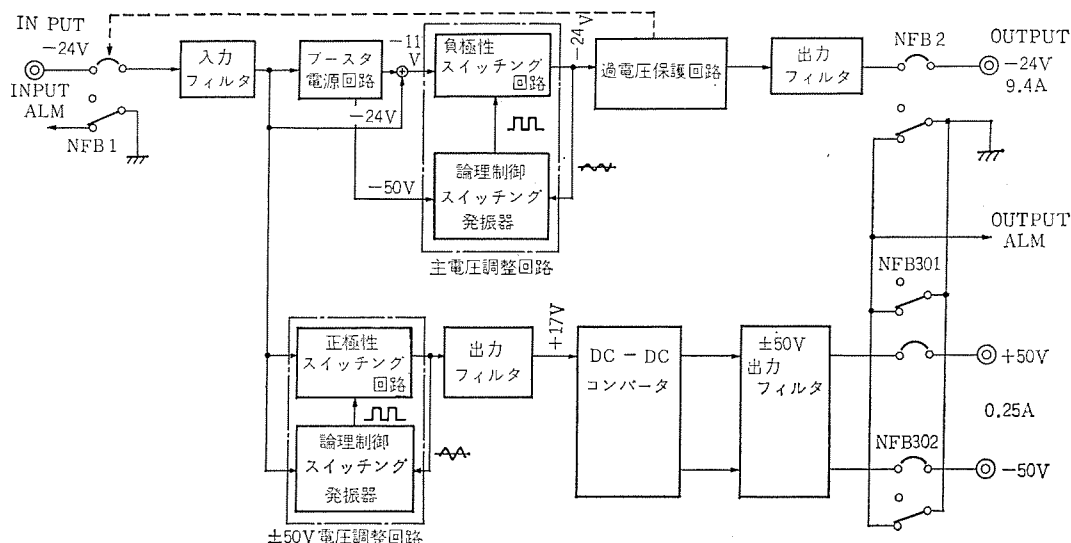 IN PUT
−24V
INPUT
ALM
NFB1
入力
フィルタ
ブースタ
電源回路
−11
V
−24V
−50V
負極性
スイッチング
回路
論理制御
スイッチング
発振器
主電圧調整回路
−24V
過電圧保護回路
出力
フィルタ
NFB2
OUTPUT
−24V
9.4A
OUTPUT
ALM
NFB301
正極性
スイッチング
回路
論理制御
スイッチング
発振器
±50V電圧調整回路
出力
フィルタ
+17V
DC−DC
コンバータ
±50V
出力
フィルタ
+50V
0.25A
NFB302
−50V